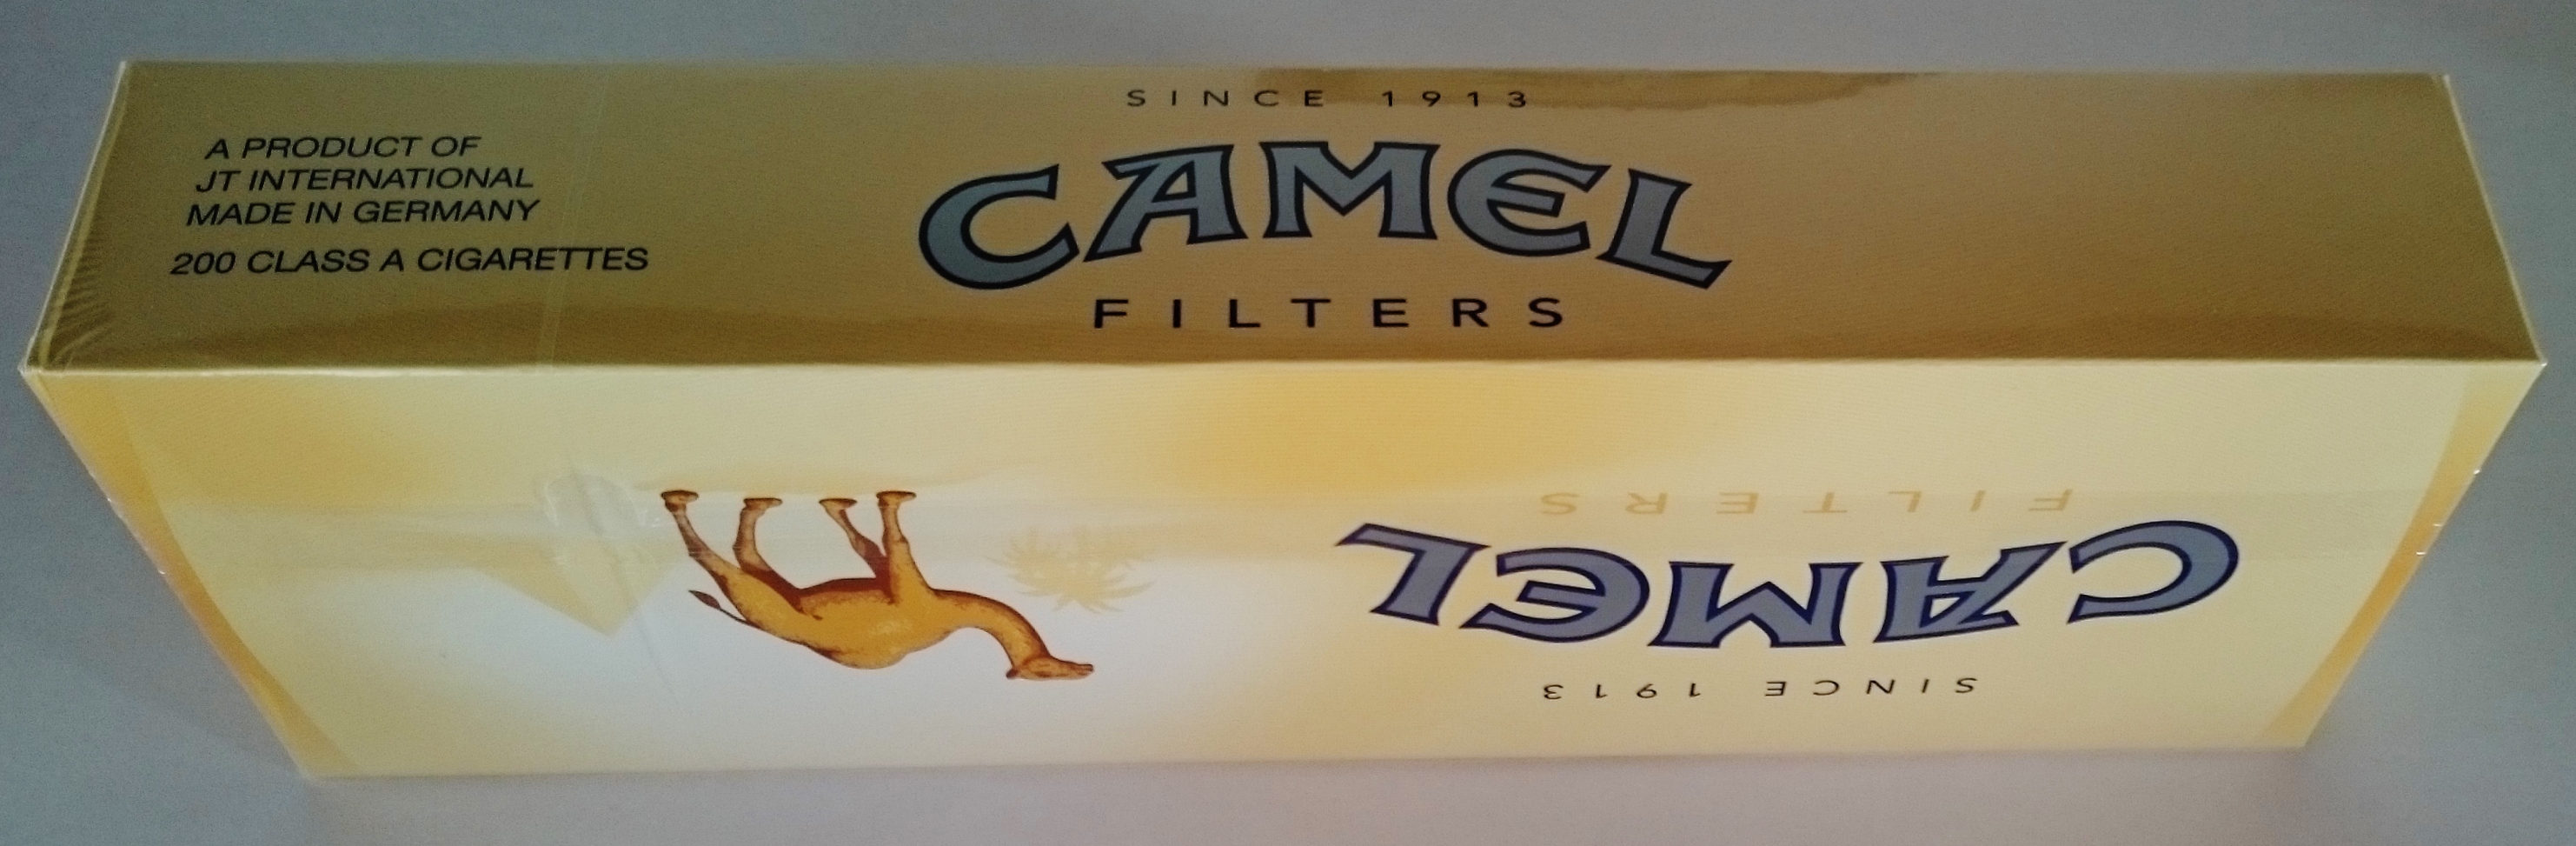 SINCE 1913
CAMEL
FILTERS
A PRODUCT OF
JT INTERNATIONAL
MADE IN GERMANY
200 CLASS A CIGARETTES
SINCE 1913
CAMEL
FILTERS